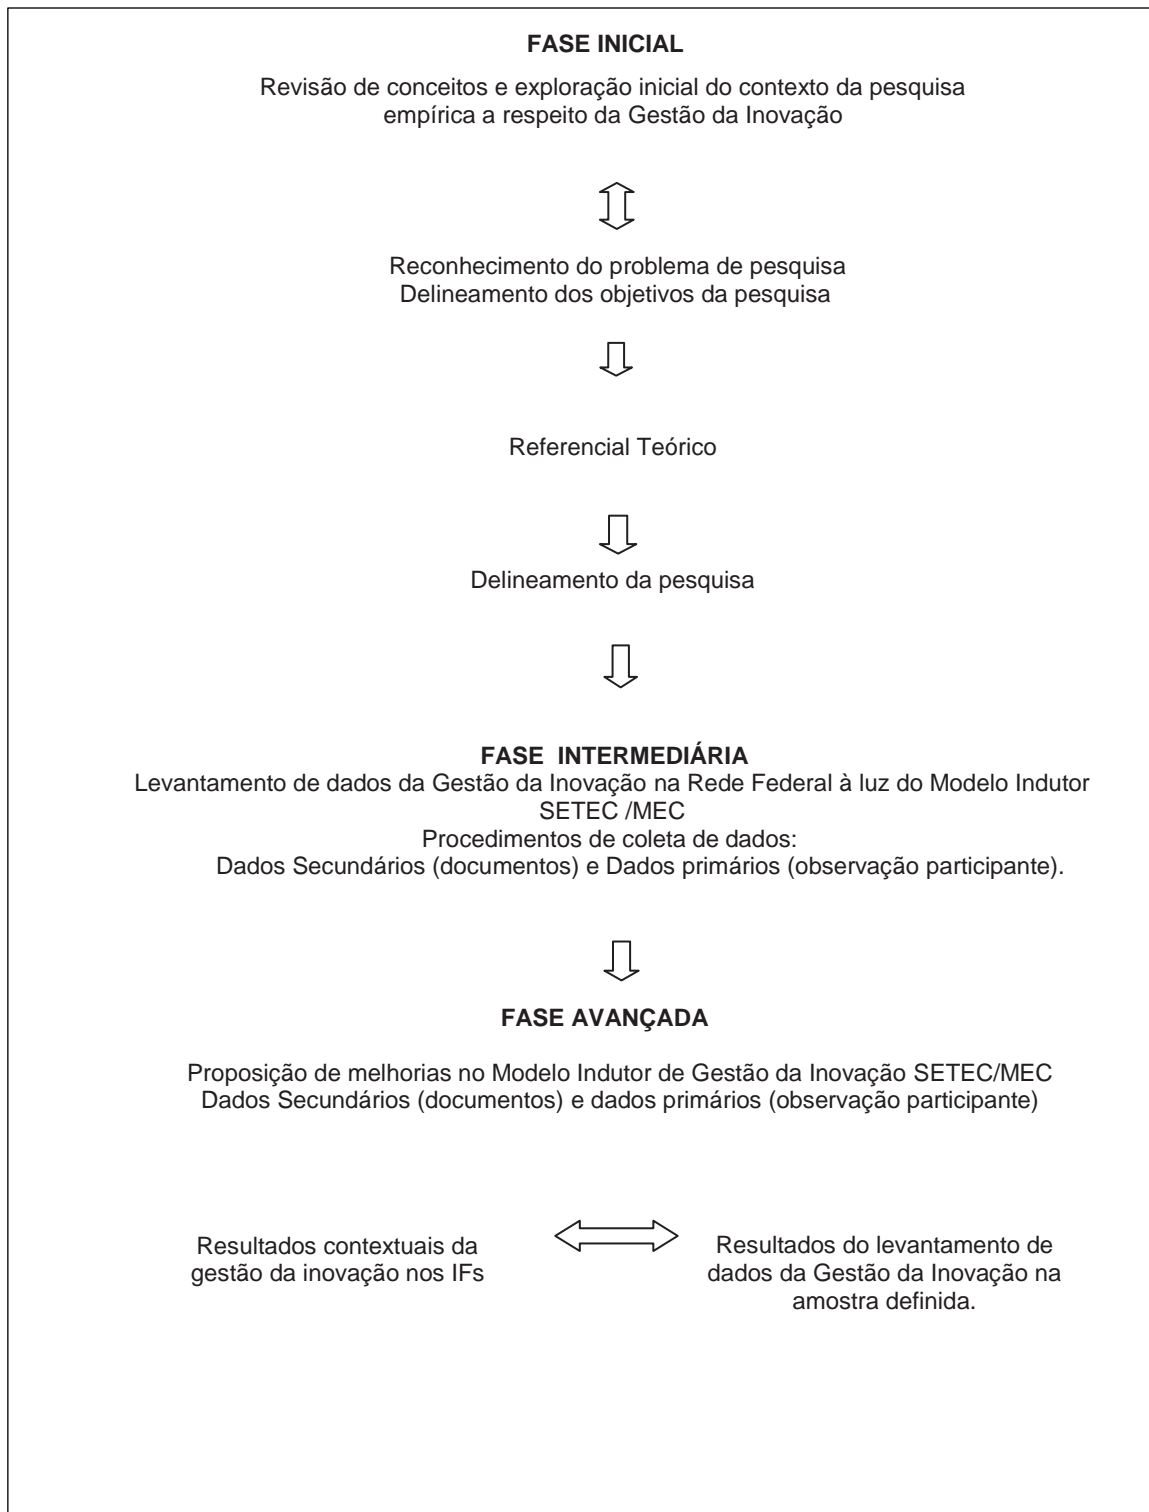 FASE INICIAL
Revisão de conceitos e exploração inicial do contexto da pesquisa
empírica a respeito da Gestão da Inovação
Reconhecimento do problema de pesquisa
Delineamento dos objetivos da pesquisa
Referencial Teórico
Delineamento da pesquisa
FASE INTERMEDIÁRIA
Levantamento de dados da Gestão da Inovação na Rede Federal à luz do Modelo Indutor
SETEC /MEC
Procedimentos de coleta de dados:
Dados Secundários (documentos) e Dados primários (observação participante).
FASE AVANÇADA
Proposição de melhorias no Modelo Indutor de Gestão da Inovação SETEC/MEC
Dados Secundários (documentos) e dados primários (observação participante)
Resultados contextuais da
gestão da inovação nos IFs
Resultados do levantamento de
dados da Gestão da Inovação na
amostra definida.